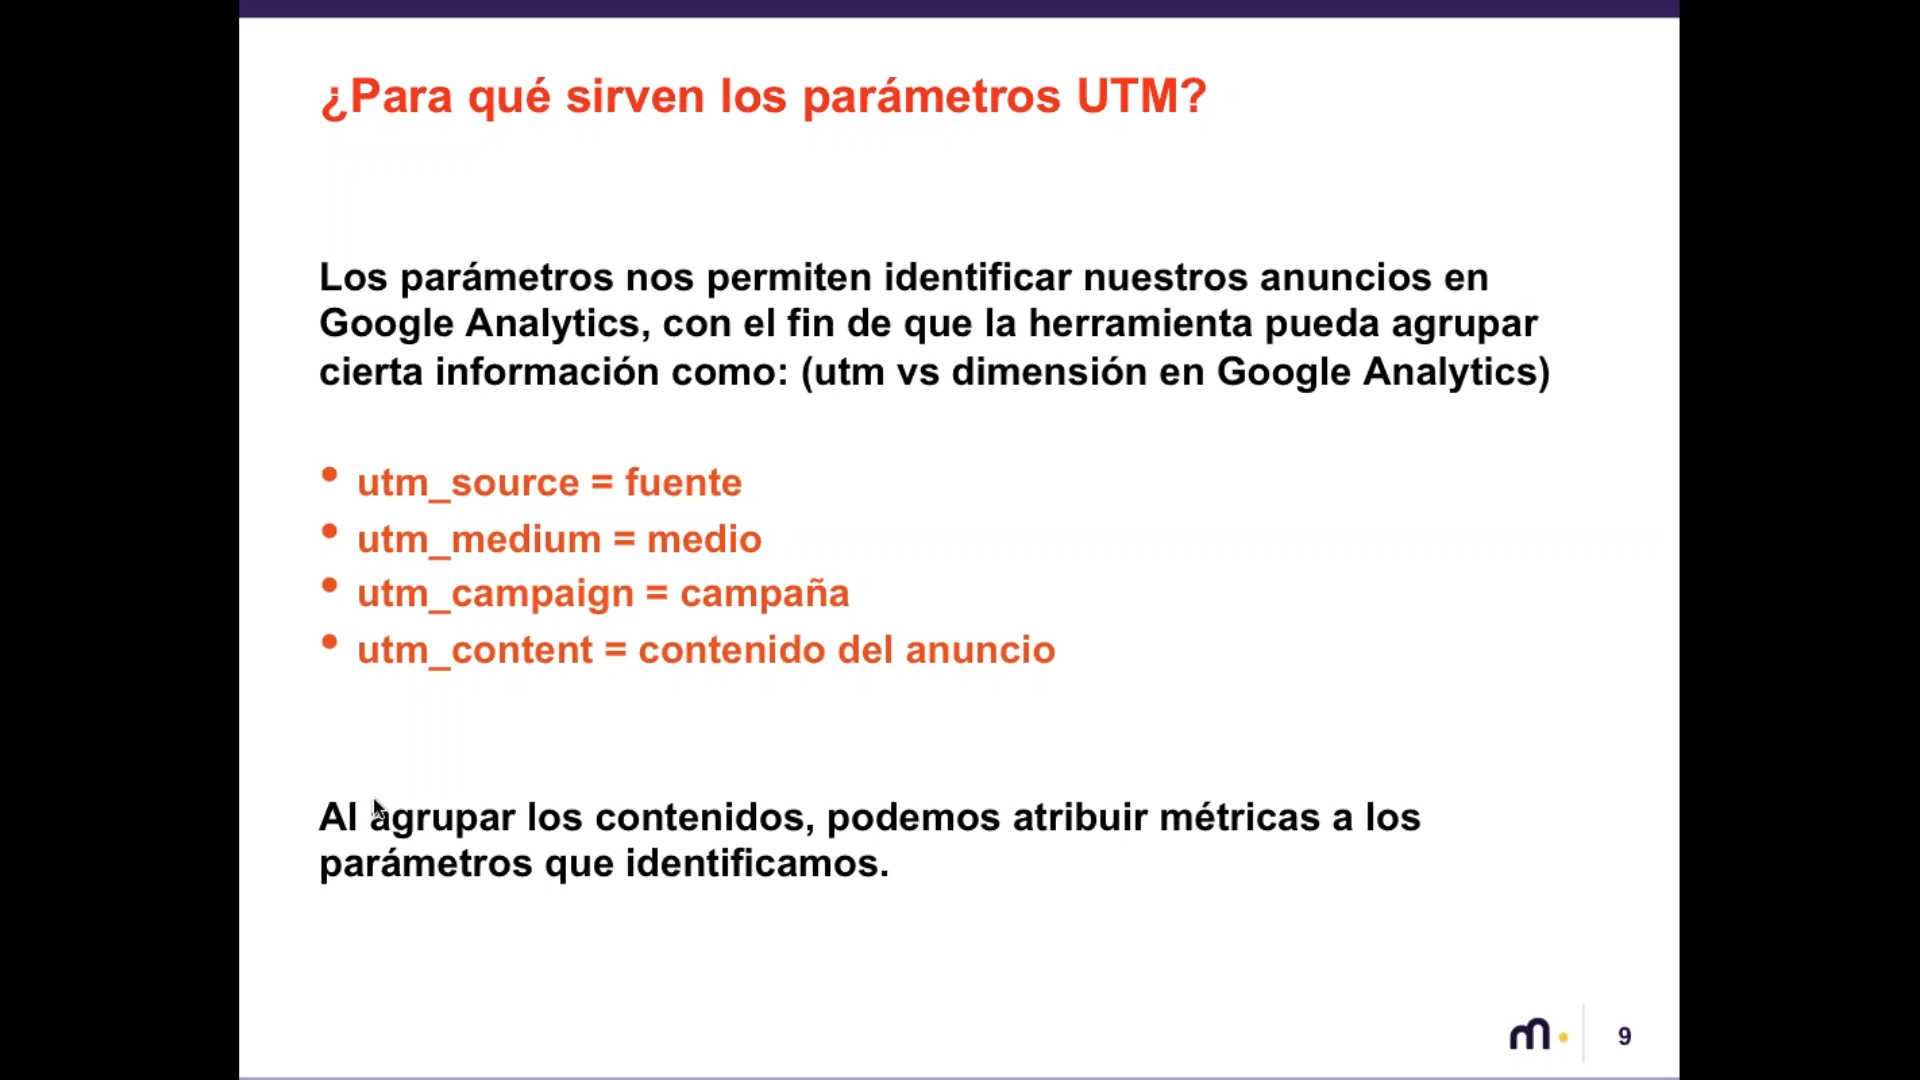 ¿Para qué sirven los parámetros UTM?
Los parámetros nos permiten identificar nuestros anuncios en
Google Analytics, con el fin de que la herramienta pueda agrupar
cierta información como: (utm vs dimensión en Google Analytics)
• utm_source = fuente
• utm_medium = medio
• utm_campaign = campaña
• utm_content = contenido del anuncio
Al agrupar los contenidos, podemos atribuir métricas a los
parámetros que identificamos.
m.
9